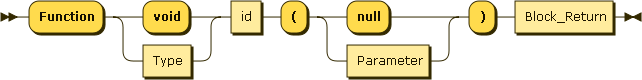 Function void id ( null ) Block_Return
Type Parameter